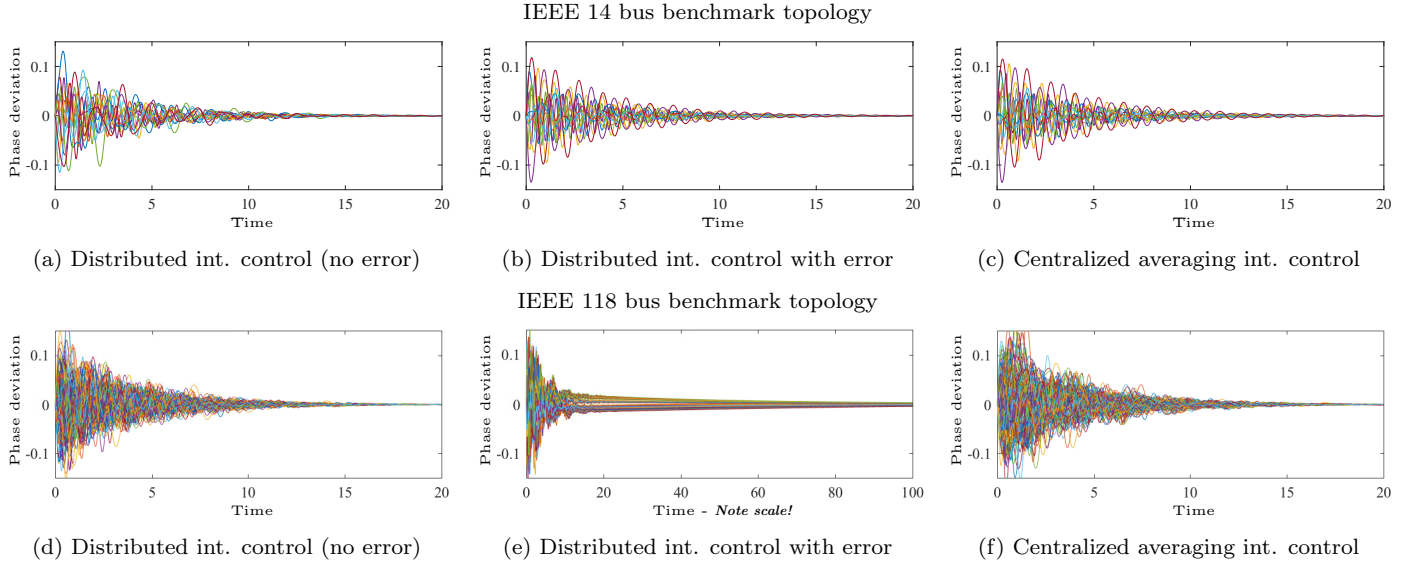 IEEE 14 bus benchmark topology
Phase deviation
0.1
0
-0.1
0 5 10 15 20
Time
(a) Distributed int. control (no error)
Phase deviation
0.1
0
-0.1
0 5 10 15 20
Time
(b) Distributed int. control with error
Phase deviation
0.1
0
-0.1
0 5 10 15 20
Time
(c) Centralized averaging int. control
IEEE 118 bus benchmark topology
Phase deviation
0.1
0
-0.1
0 5 10 15 20
Time
(d) Distributed int. control (no error)
Phase deviation
0.1
0
-0.1
0 20 40 60 80 100
Time - Note scale!
(e) Distributed int. control with error
Phase deviation
0.1
0
-0.1
0 5 10 15 20
Time
(f) Centralized averaging int. control